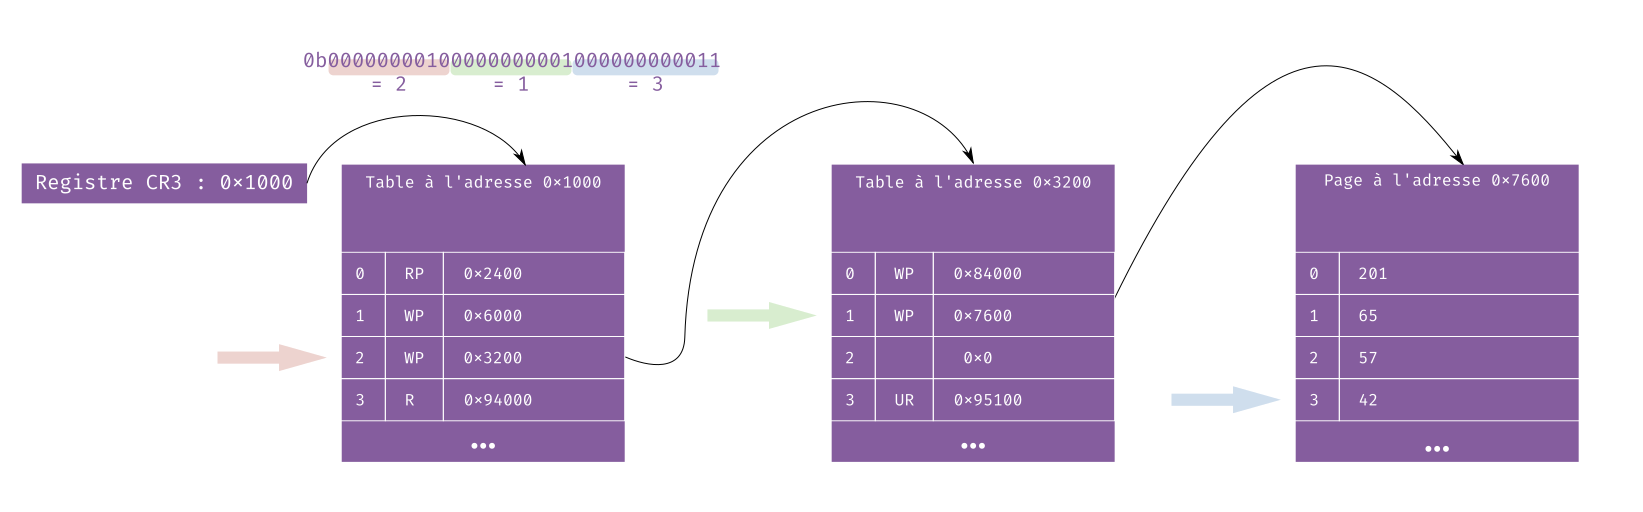 0b00000000100000000001000000000011
= 2 = 1 = 3
Registre CR3 : 0×1000
Table à l'adresse 0×1000
0 RP 0×2400
1 WP 0×6000
2 WP 0×3200
3 R 0×94000
•••
Table à l'adresse 0×3200
0 WP 0×84000
1 WP 0×7600
2 0×0
3 UR 0×95100
•••
Page à l'adresse 0×7600
0 201
1 65
2 57
3 42
•••